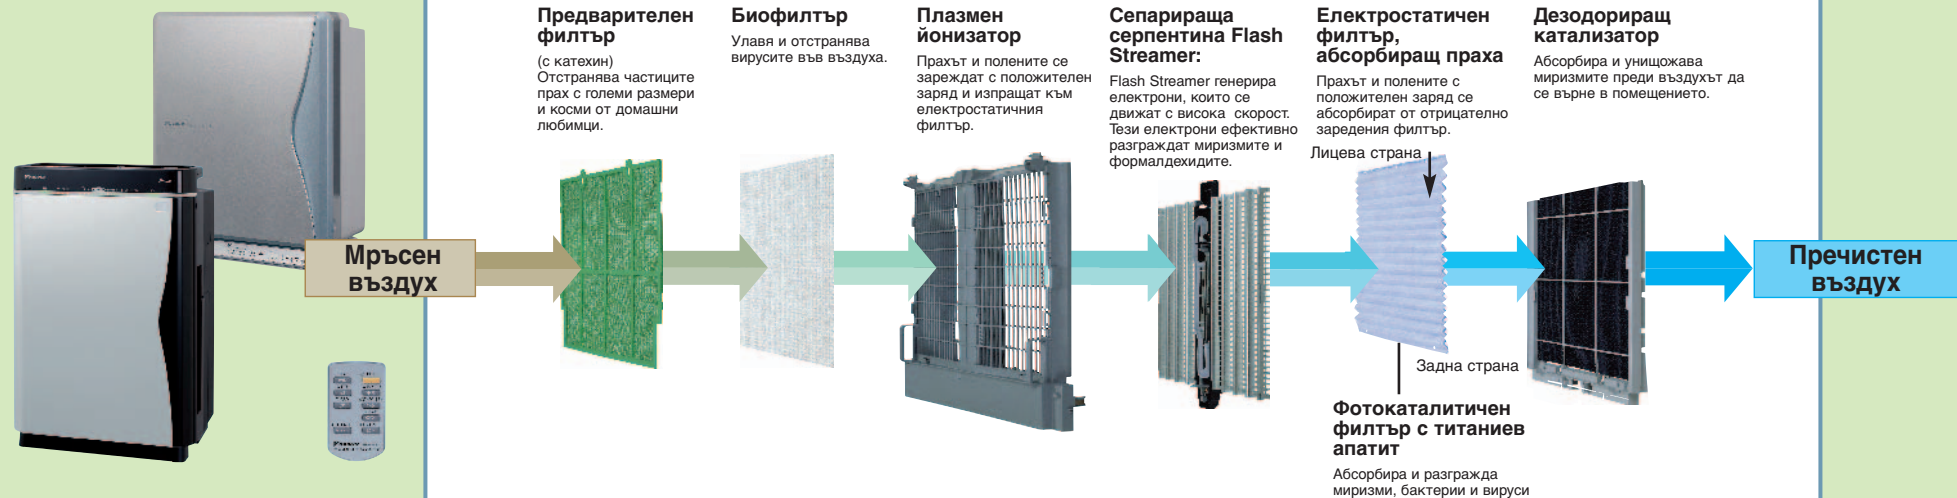 Предварителен
филтър
(с катехин)
Отстранява частиците
прах с големи размери
и косми от домашни
любимци.
Биофилтър
Улавя и отстранява
вирусите във въздуха.
Плазмен
йонизатор
Прахът и полените се
зареждат с положителен
заряд и изпращат към
електростатичния
филтър.
Сепарираща
серпентина Flash
Streamer:
Flash Streamer генерира
електрони, които се
движат с висока скорост.
Тези електрони ефективно
разграждат миризмите и
формалдехидите.
Електростатичен
филтър,
абсорбиращ праха
Прахът и полените с
положителен заряд се
абсорбират от отрицателно
заредения филтър.
Лицева страна
Дезодориращ
катализатор
Абсорбира и унищожава
миризмите преди въздухът да
се върне в помещението.
Мръсен
въздух
Пречистен
въздух
Задна страна
Фотокаталитичен
филтър с титаниев
апатит
Абсорбира и разгражда
миризми, бактерии и вируси